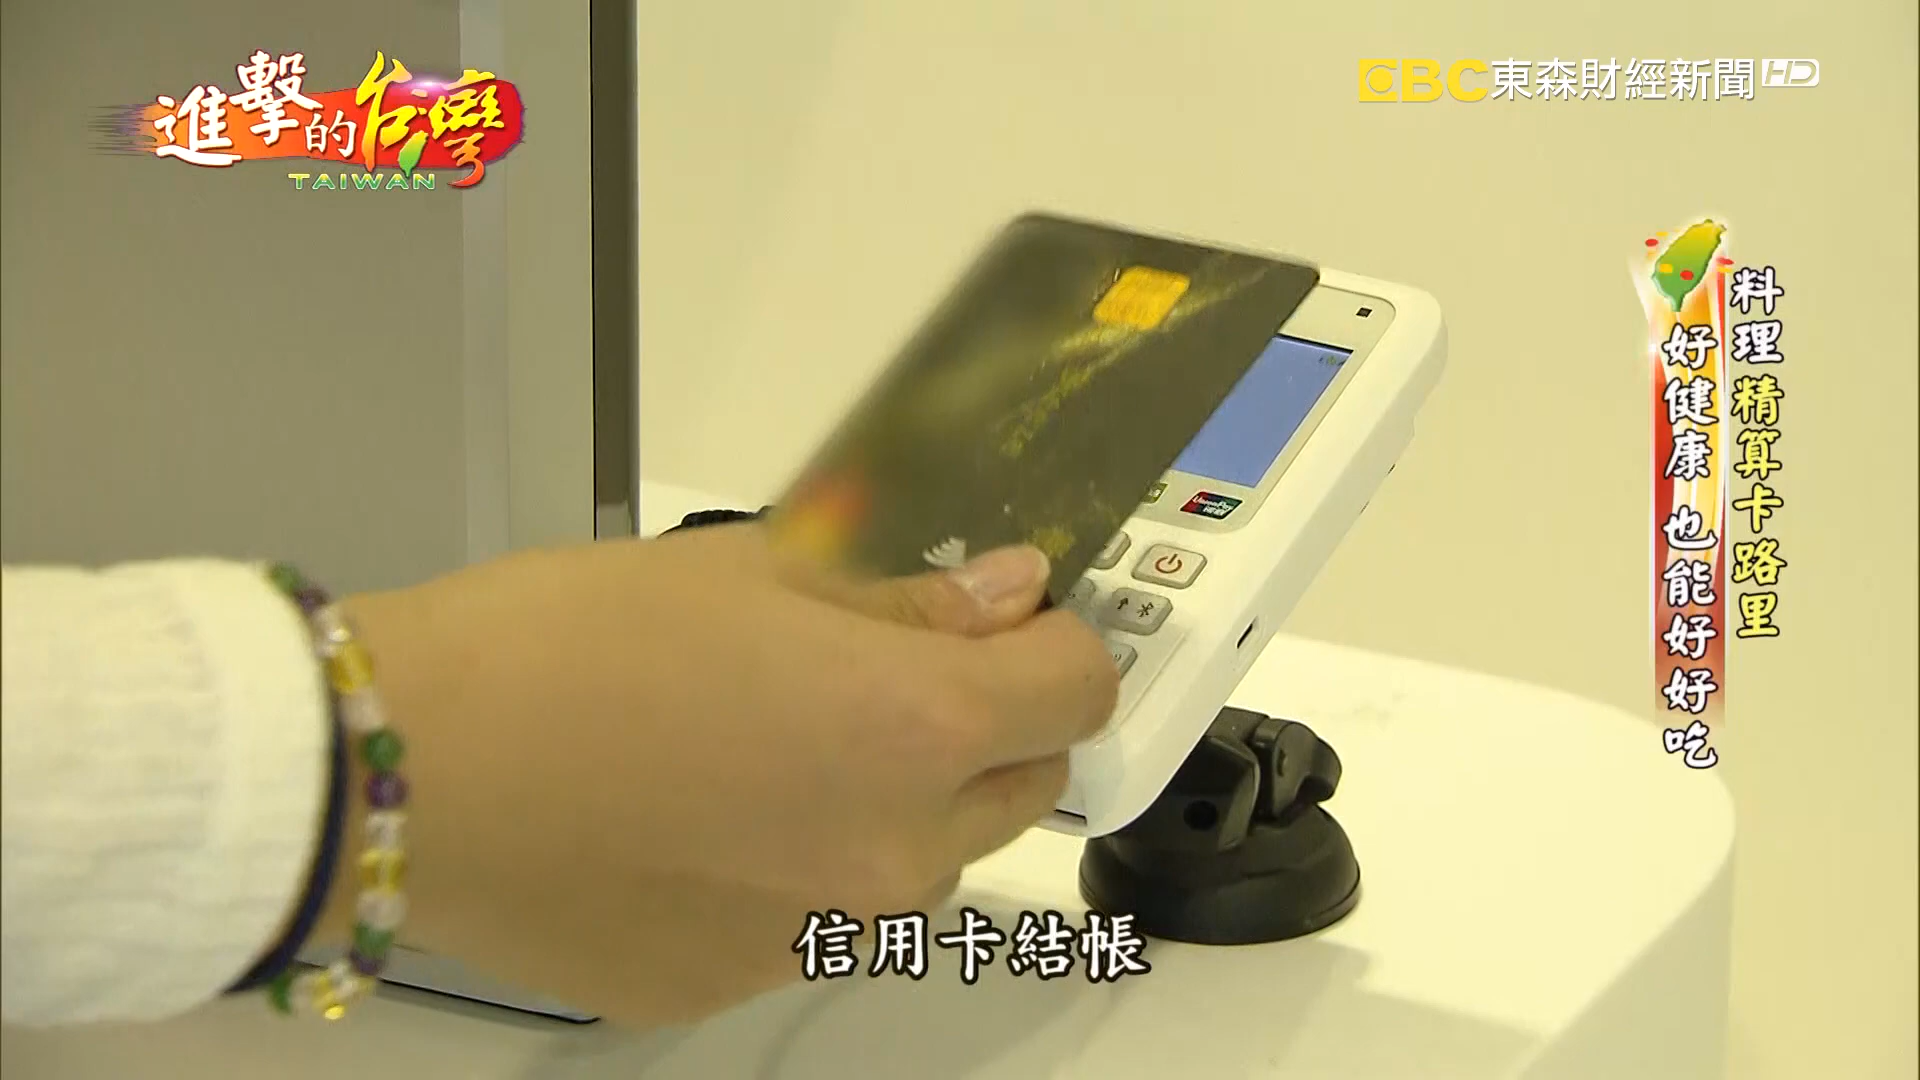 進擊的台灣
TAIWAN
EBC東森財經新聞HD
料理精算卡路里
好健康 也能好好吃
UnionPay
信用卡結帳